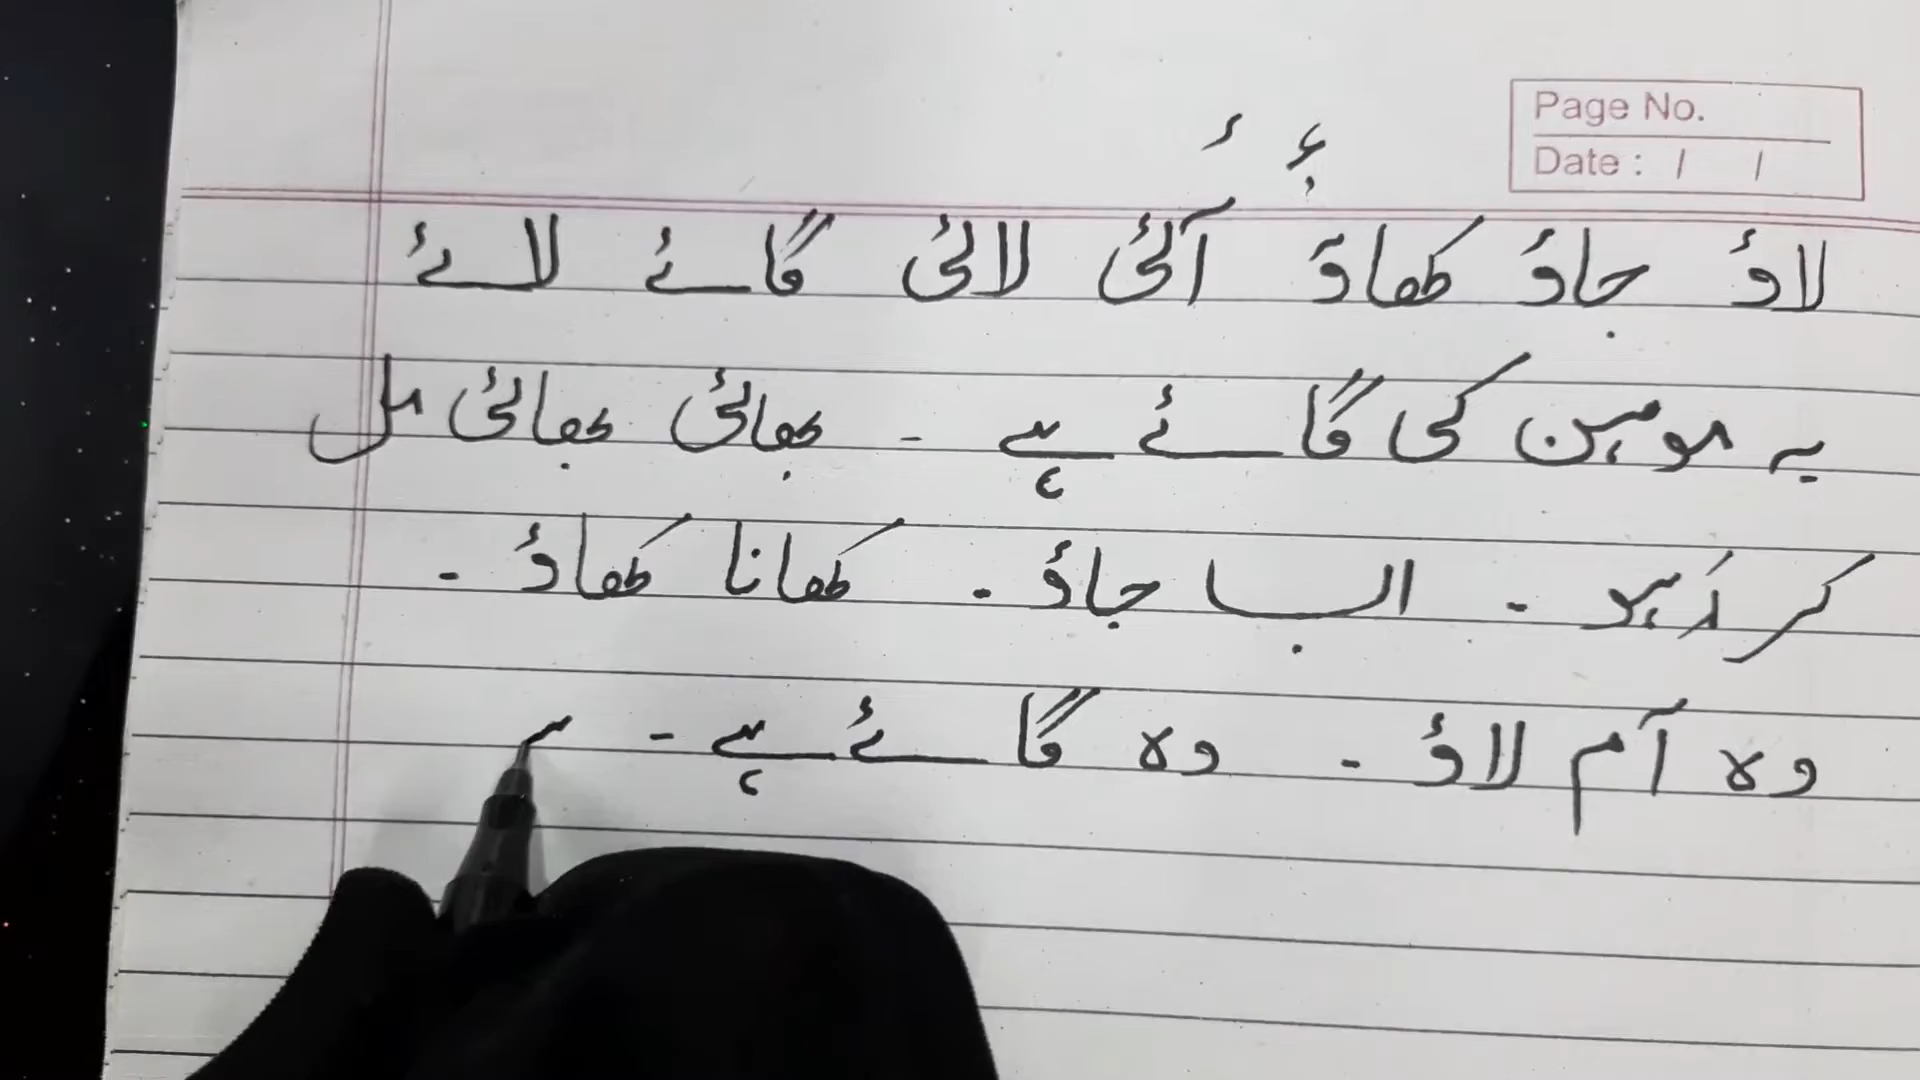 Page No.
Date : / /
ء ٔ
لاؤ جاؤ کھاؤ آئی لائی گائے لائے
یہ موہن کی گائے ہے ۔ بھائی بھائی مل
کر رہو ۔ اب جاؤ ۔ کھانا کھاؤ ۔
وہ آم لاؤ ۔ وہ گائے ہے ۔